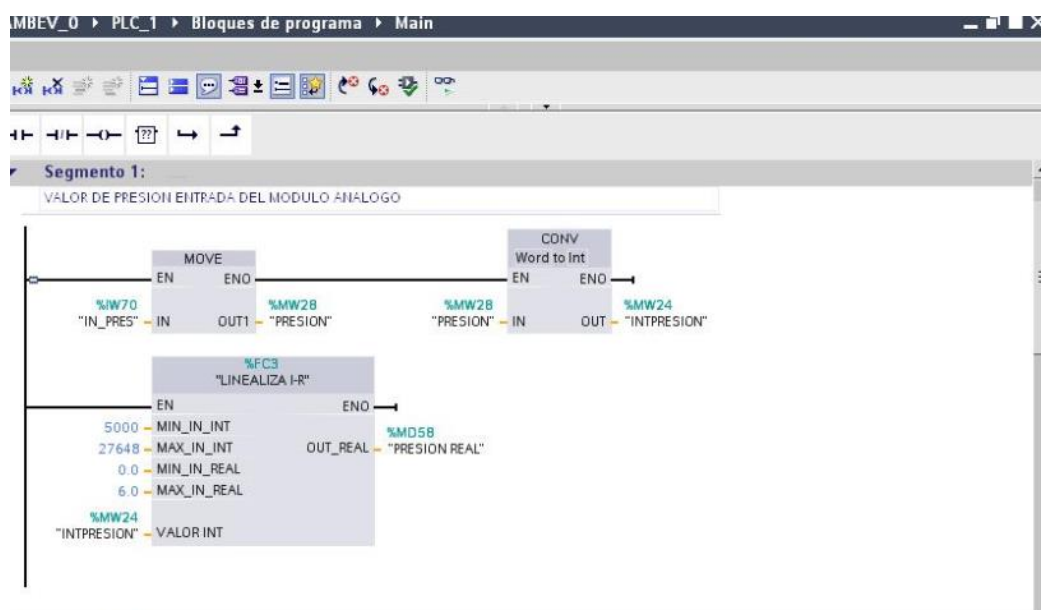 MBEV_0 ▸ PLC_1 ▸ Bloques de programa ▸ Main
Segmento 1:
VALOR DE PRESION ENTRADA DEL MODULO ANALOGO
MOVE
EN ENO
%IW70
"IN_PRES" IN OUT1
%MW28
"PRESION"
CONV
Word to Int
EN ENO
%MW28
"PRESION" IN OUT
%MW24
"INTPRESION"
%FC3
"LINEALIZA I-R"
EN ENO
5000 MIN_IN_INT
27648 MAX_IN_INT OUT_REAL
%MD58
"PRESION REAL"
0.0 MIN_IN_REAL
6.0 MAX_IN_REAL
%MW24
"INTPRESION" VALOR INT